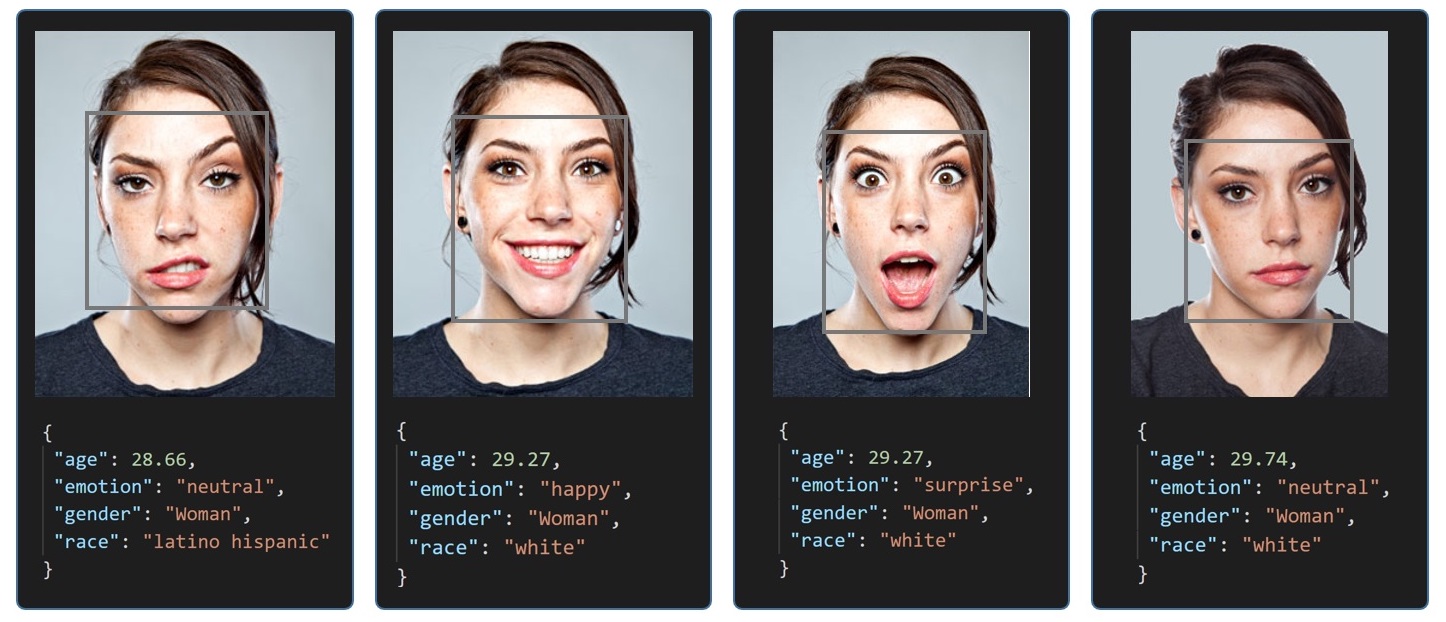 {
"age": 28.66,
"emotion": "neutral",
"gender": "Woman",
"race": "latino hispanic"
}
{
"age": 29.27,
"emotion": "happy",
"gender": "Woman",
"race": "white"
}
{
"age": 29.27,
"emotion": "surprise",
"gender": "Woman",
"race": "white"
}
{
"age": 29.74,
"emotion": "neutral",
"gender": "Woman",
"race": "white"
}